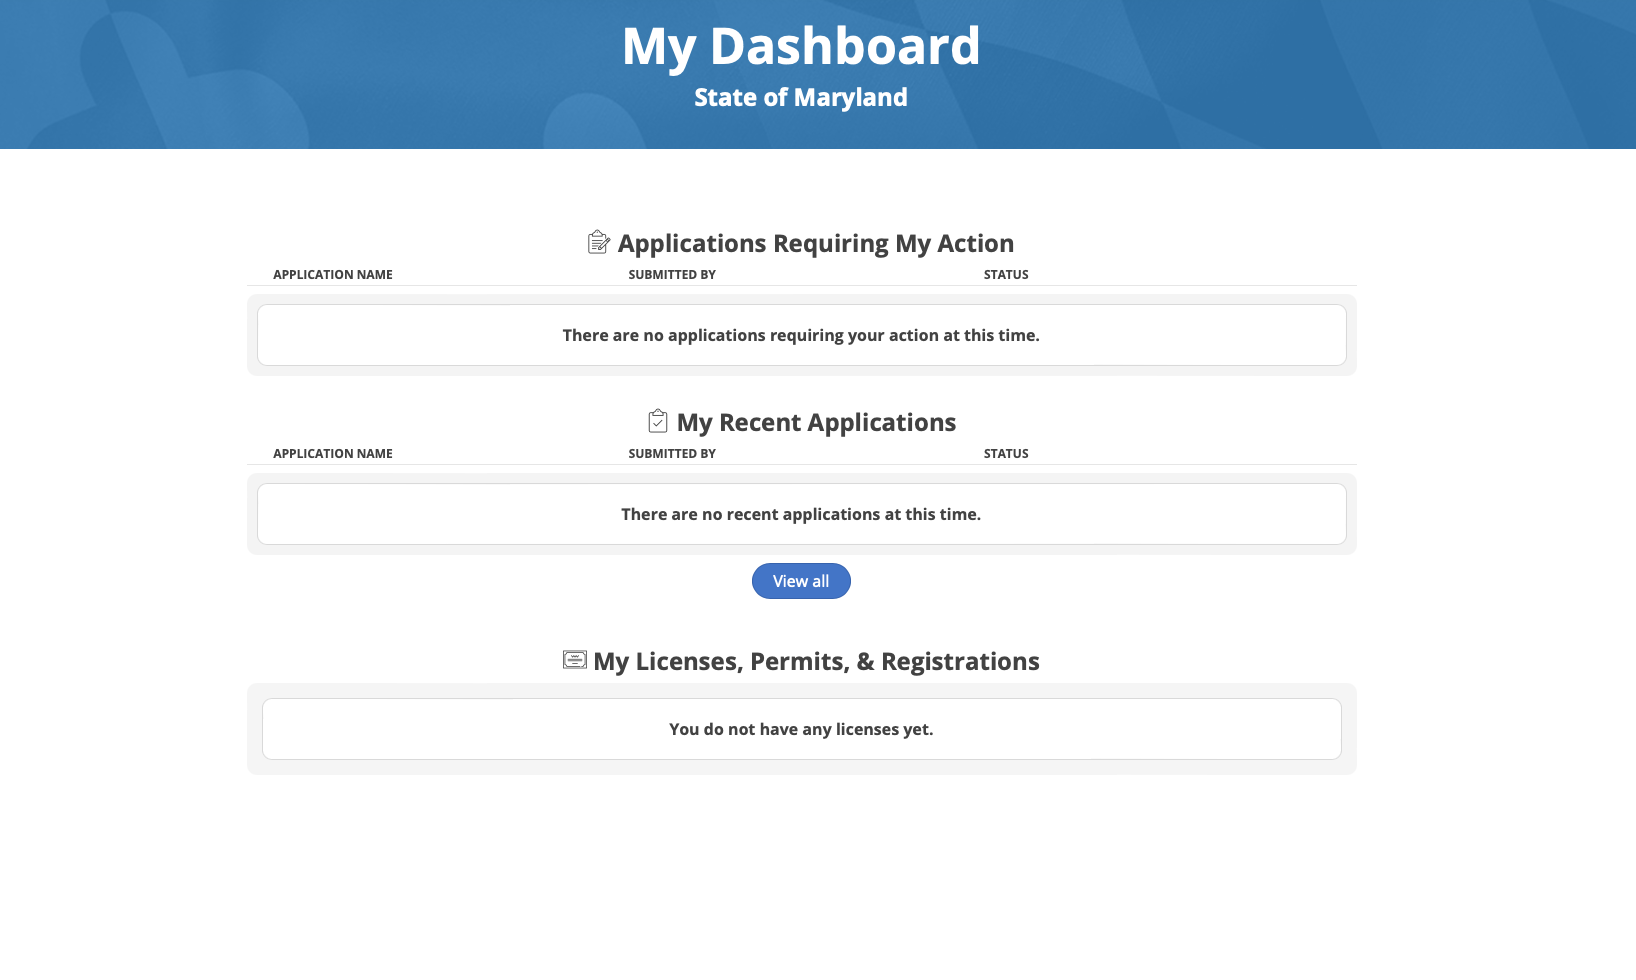 My Dashboard
State of Maryland
Applications Requiring My Action
APPLICATION NAME SUBMITTED BY STATUS
There are no applications requiring your action at this time.
My Recent Applications
APPLICATION NAME SUBMITTED BY STATUS
There are no recent applications at this time.
View all
My Licenses, Permits, & Registrations
You do not have any licenses yet.